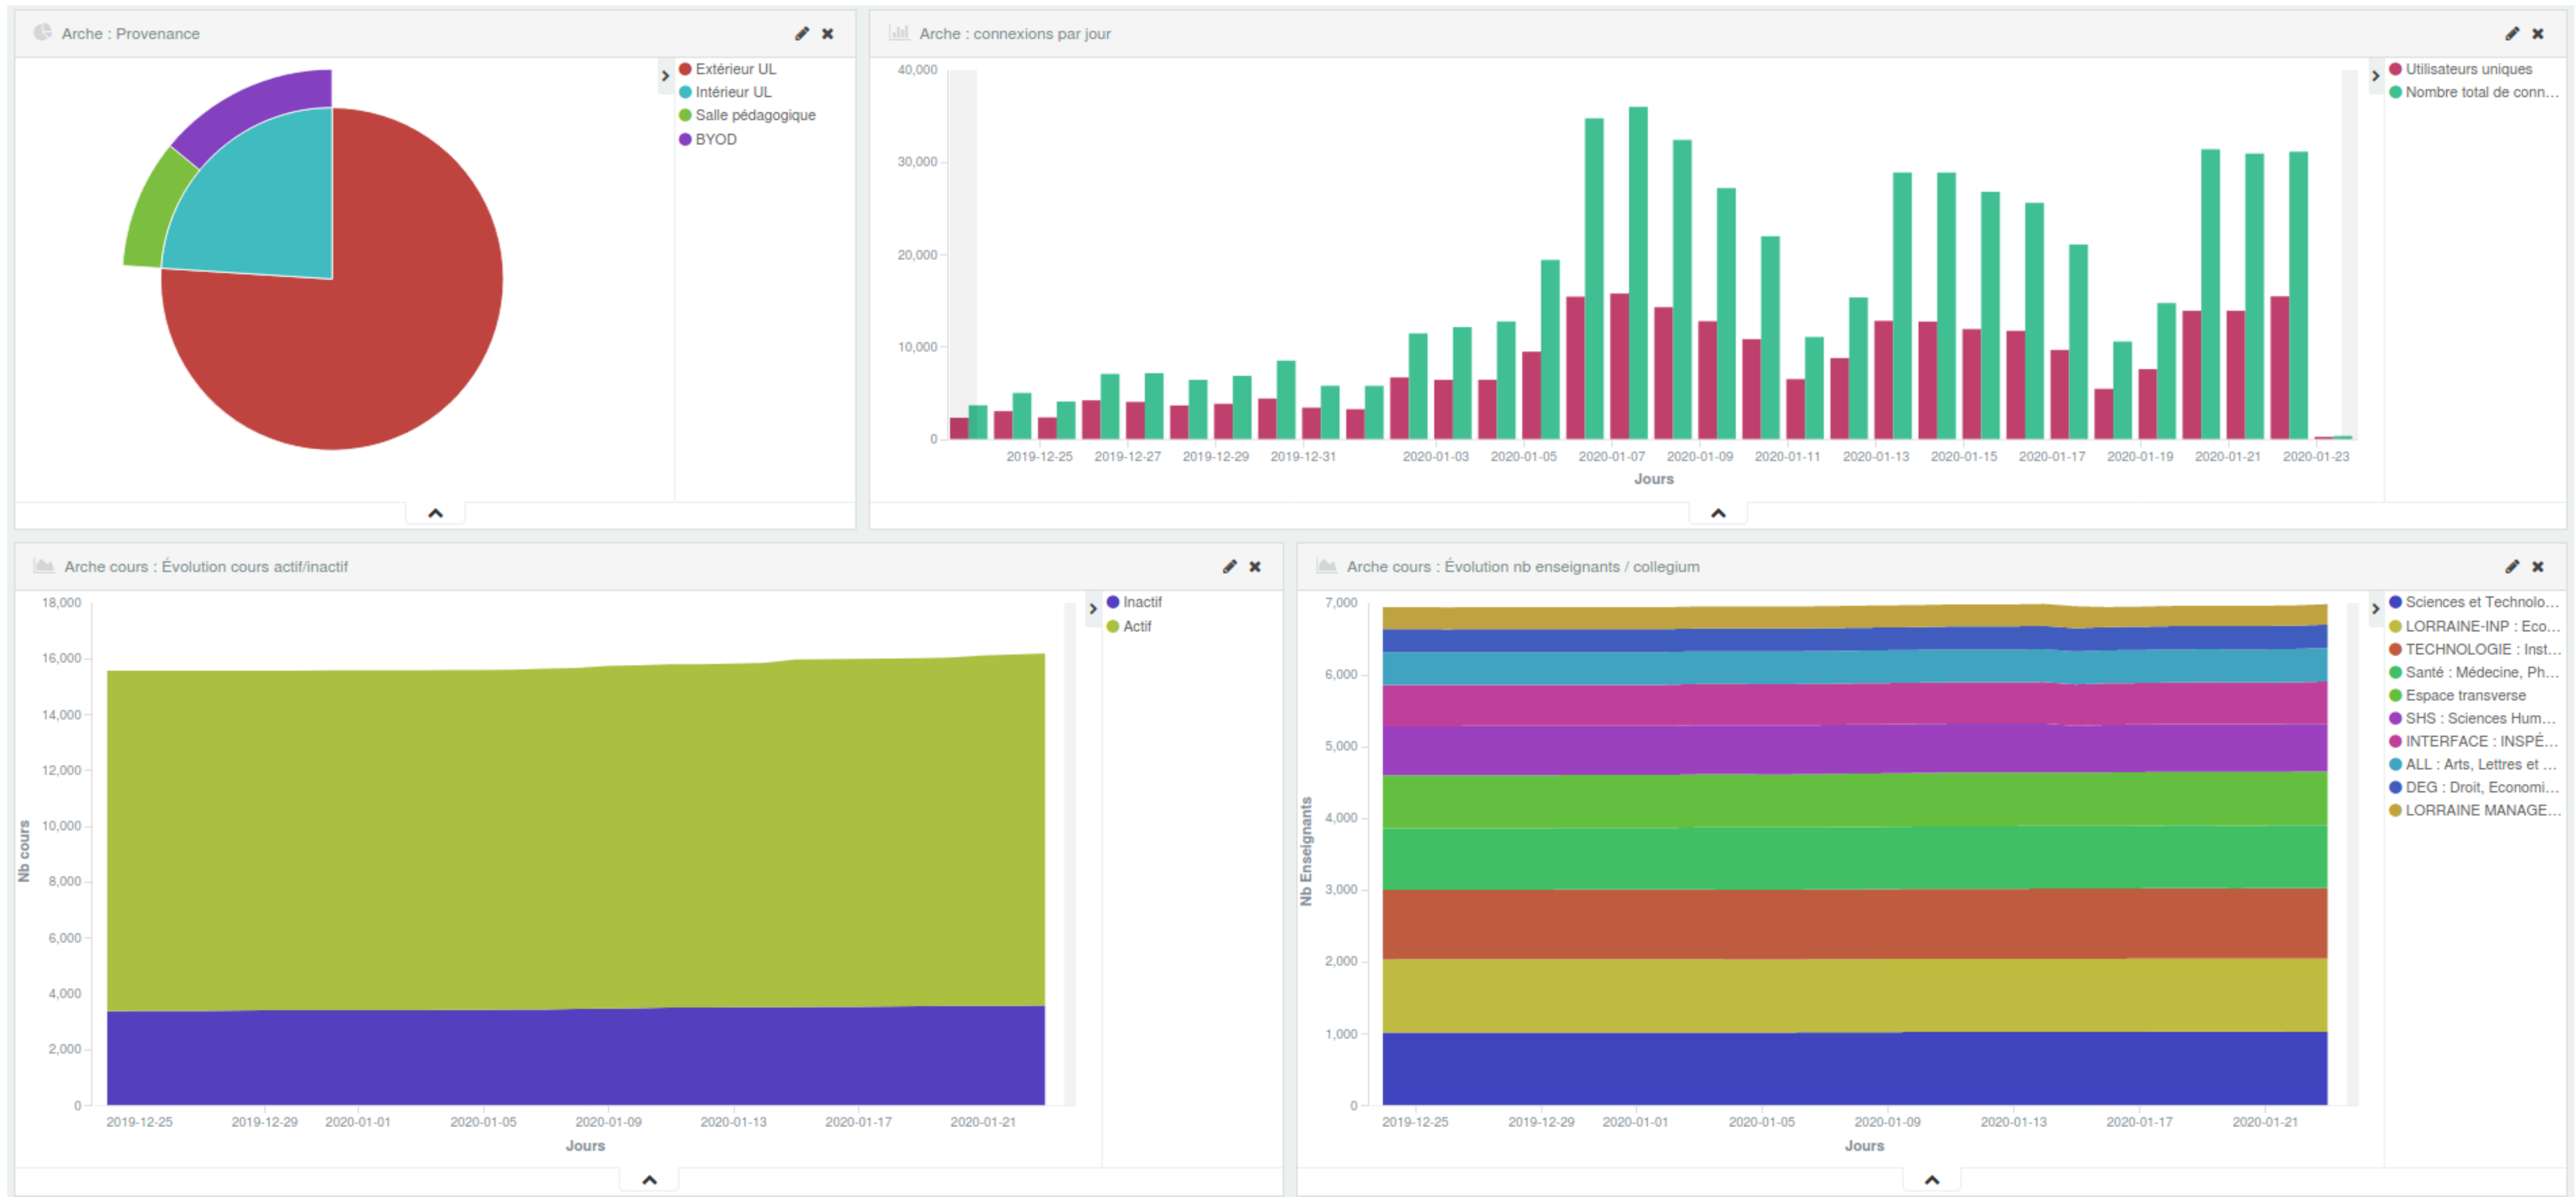 Arche : Provenance
Extérieur UL
Intérieur UL
Salle pédagogique
BYOD
Arche : connexions par jour
40,000
30,000
20,000
10,000
0
2019-12-25 2019-12-27 2019-12-29 2019-12-31 2020-01-03 2020-01-05 2020-01-07 2020-01-09 2020-01-11 2020-01-13 2020-01-15 2020-01-17 2020-01-19 2020-01-21 2020-01-23
Jours
Utilisateurs uniques
Nombre total de conn...
Arche cours : Évolution cours actif/inactif
Nb cours
18,000
16,000
14,000
12,000
10,000
8,000
6,000
4,000
2,000
0
2019-12-25 2019-12-29 2020-01-01 2020-01-05 2020-01-09 2020-01-13 2020-01-17 2020-01-21
Jours
Inactif
Actif
Arche cours : Évolution nb enseignants / collegium
Nb Enseignants
7,000
6,000
5,000
4,000
3,000
2,000
1,000
0
2019-12-25 2019-12-29 2020-01-01 2020-01-05 2020-01-09 2020-01-13 2020-01-17 2020-01-21
Jours
Sciences et Technolo...
LORRAINE-INP : Eco...
TECHNOLOGIE : Inst...
Santé : Médecine, Ph...
Espace transverse
SHS : Sciences Hum...
INTERFACE : INSPÉ...
ALL : Arts, Lettres et ...
DEG : Droit, Economi...
LORRAINE MANAGE...